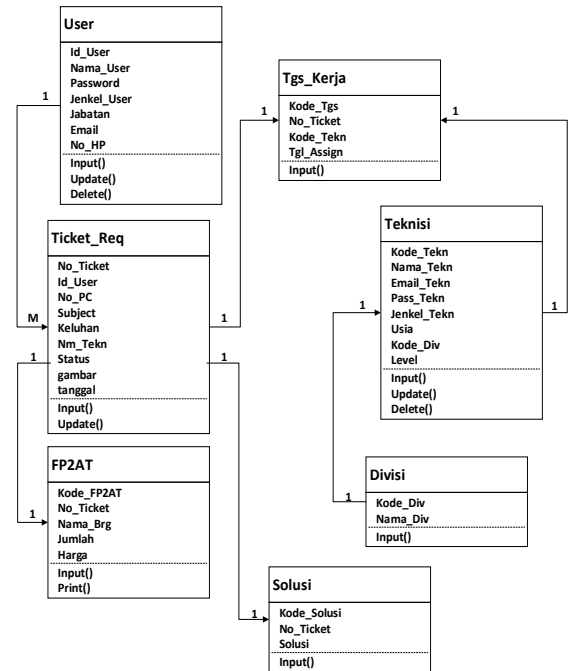 User
Id_User
Nama_User
Password
Jenkel_User
Jabatan
Email
No_HP
Input()
Update()
Delete()
1
M
Ticket_Req
No_Ticket
Id_User
No_PC
Subject
Keluhan
Nm_Tekn
Status
gambar
tanggal
Input()
Update()
1
1
1
FP2AT
Kode_FP2AT
No_Ticket
Nama_Brg
Jumlah
Harga
Input()
Print()
1
Tgs_Kerja
Kode_Tgs
No_Ticket
Kode_Tekn
Tgl_Assign
Input()
1
1
Teknisi
Kode_Tekn
Nama_Tekn
Email_Tekn
Pass_Tekn
Jenkel_Tekn
Usia
Kode_Div
Level
Input()
Update()
Delete()
1
1
Divisi
Kode_Div
Nama_Div
Input()
1
Solusi
Kode_Solusi
No_Ticket
Solusi
Input()
1